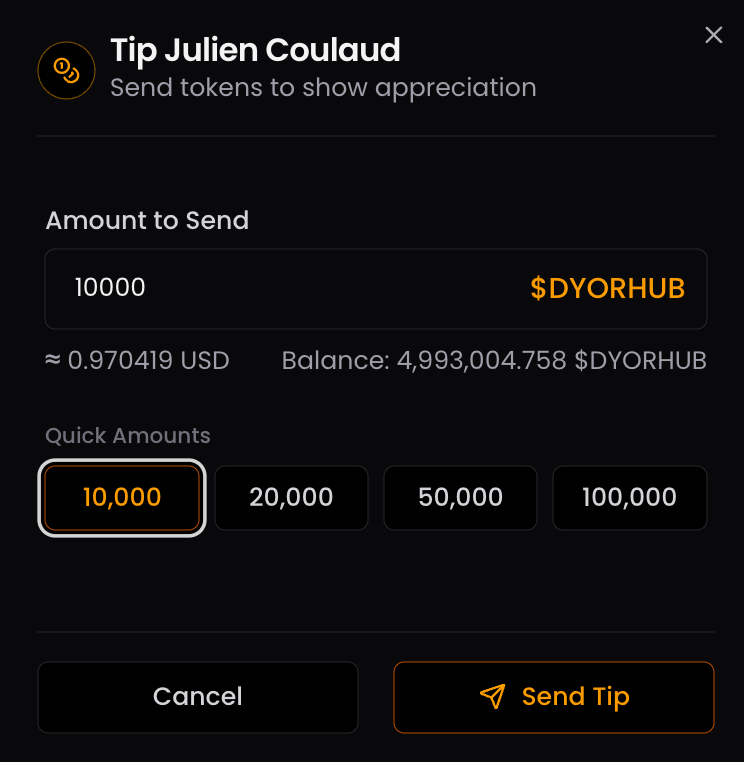 Tip Julien Coulaud
Send tokens to show appreciation
Amount to Send
10000 $DYORHUB
≈ 0.970419 USD Balance: 4,993,004.758 $DYORHUB
Quick Amounts
10,000 20,000 50,000 100,000
Cancel Send Tip